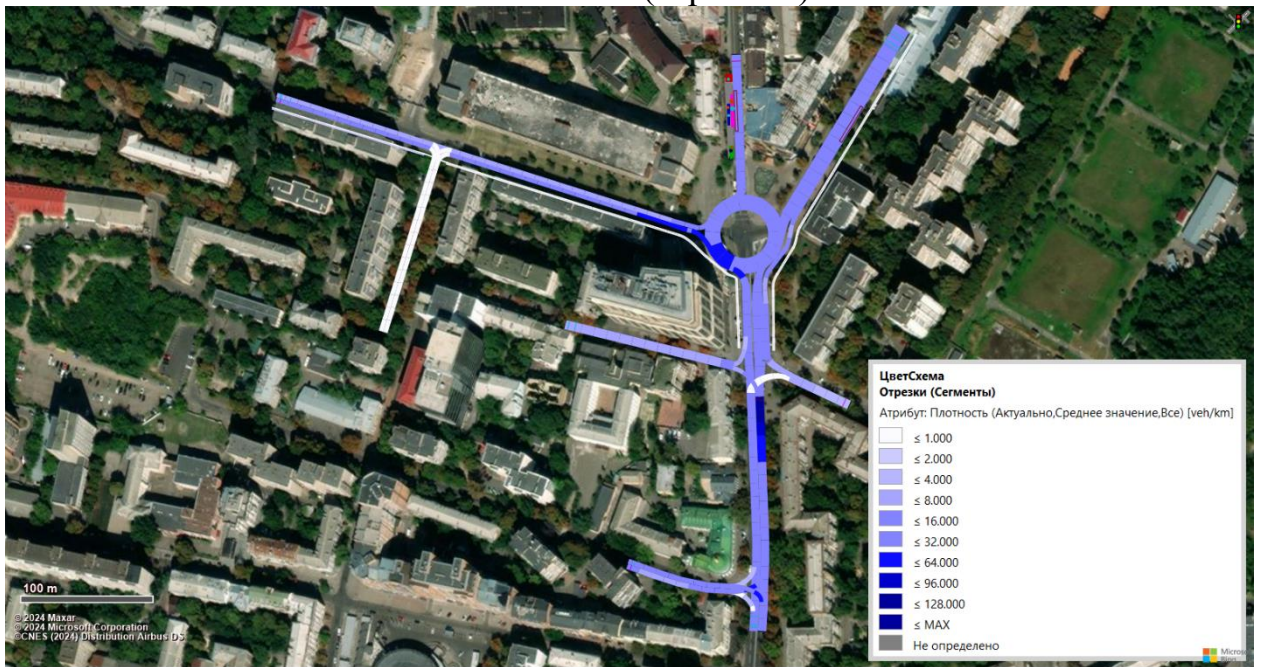 ЦветСхема
Отрезки (Сегменты)
Атрибут: Плотность (Актуально,Среднее значение,Все) [veh/km]
≤ 1.000
≤ 2.000
≤ 4.000
≤ 8.000
≤ 16.000
≤ 32.000
≤ 64.000
≤ 96.000
≤ 128.000
≤ MAX
Не определено
100 m
© 2024 Maxar
© 2024 Microsoft Corporation
©CNES (2024) Distribution Airbus DS